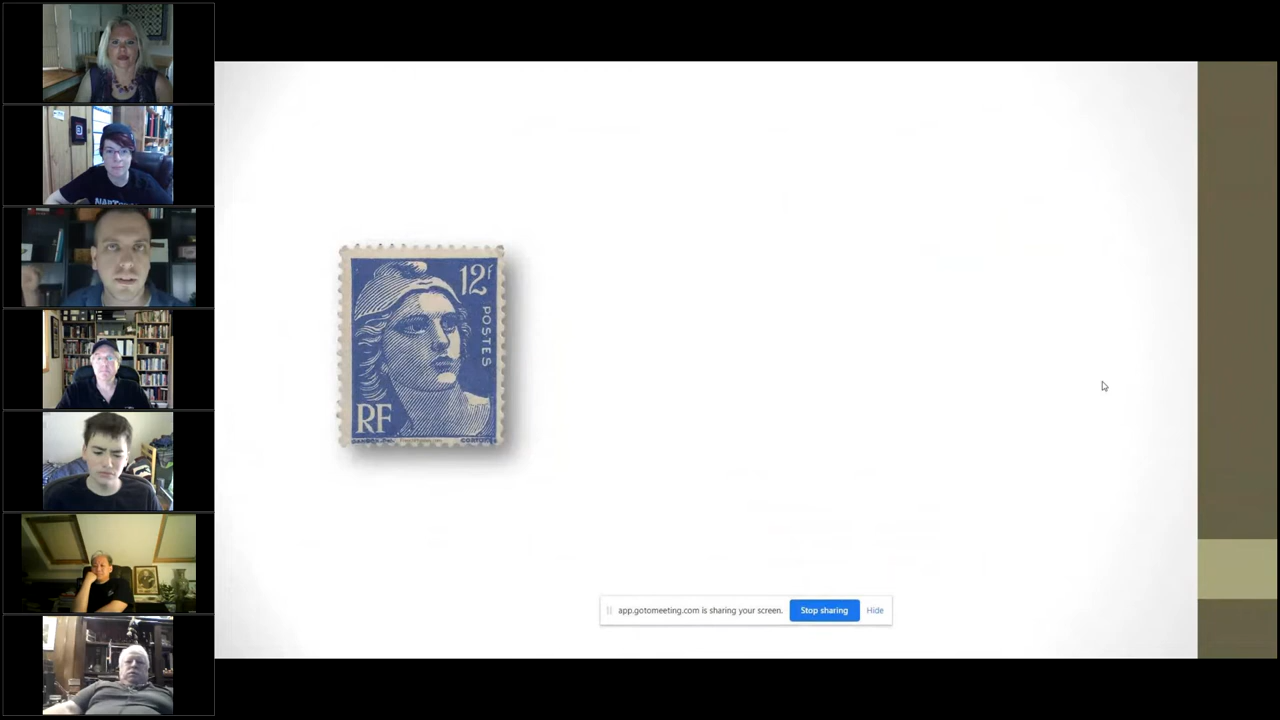 12f
POSTES
RF
app.gotomeeting.com is sharing your screen.
Stop sharing
Hide